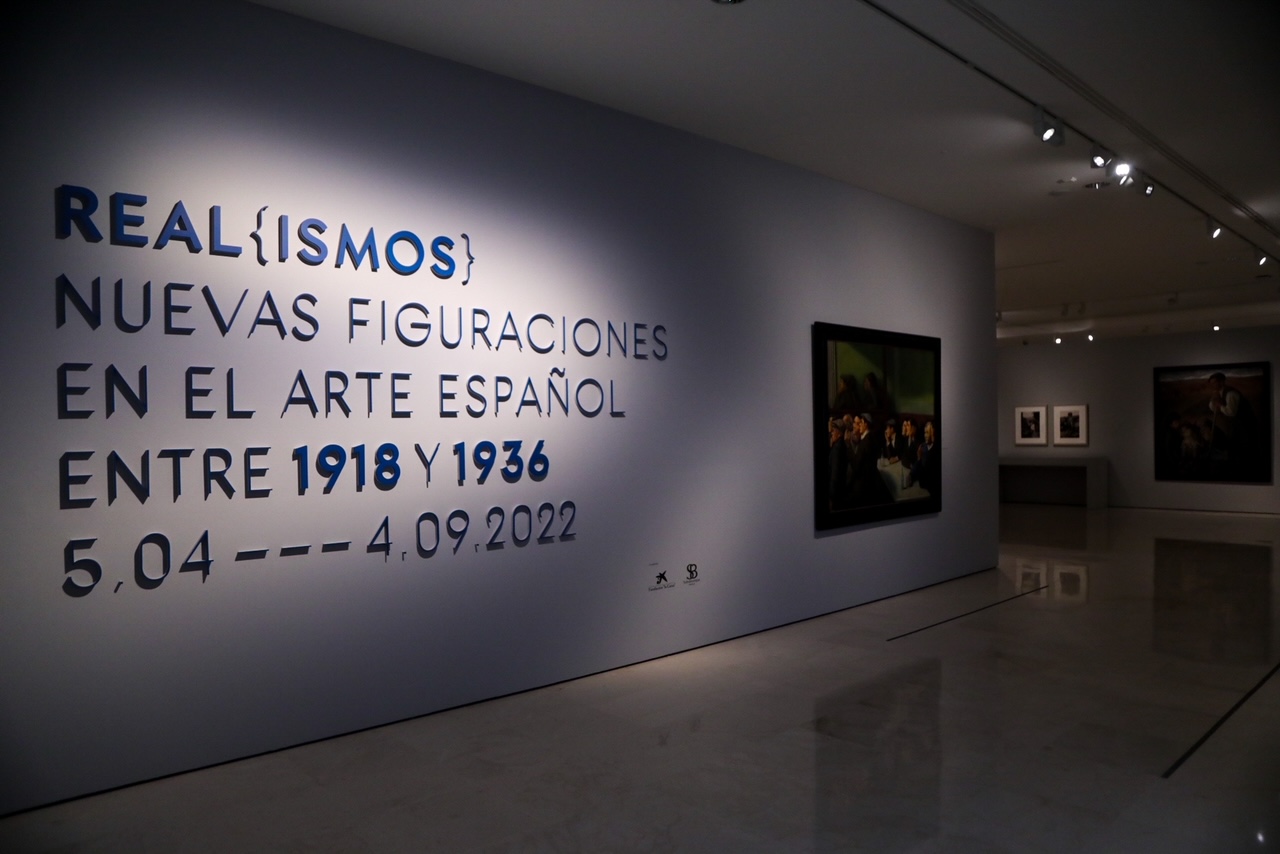 REAL{ISMOS}
NUEVAS FIGURACIONES
EN EL ARTE ESPAÑOL
ENTRE 1918 Y 1936
5,04 --- 4,09,2022